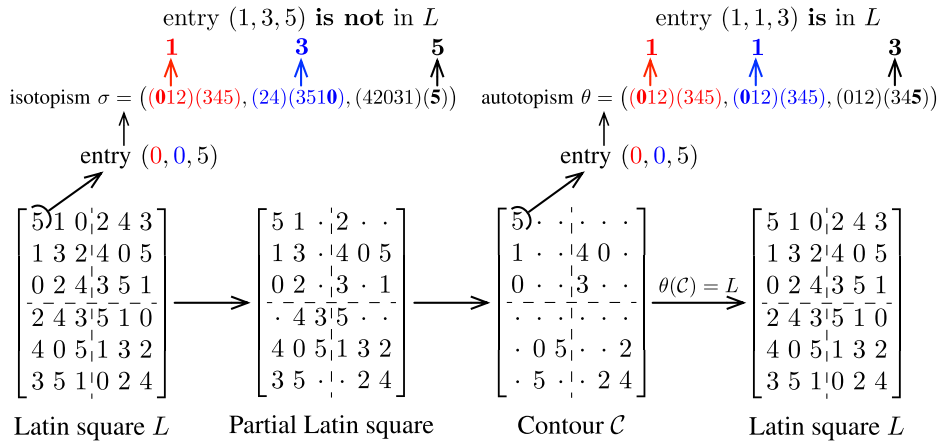 entry (1, 3, 5) is not in L
entry (1, 1, 3) is in L
1 3 5
1 1 3
isotopism σ = ((012)(345), (24)(3510), (42031)(5))
autotopism θ = ((012)(345), (012)(345), (012)(345))
entry (0, 0, 5)
entry (0, 0, 5)
5 1 0 2 4 3
1 3 2 4 0 5
0 2 4 3 5 1
2 4 3 5 1 0
4 0 5 1 3 2
3 5 1 0 2 4
5 1 · 2 · ·
1 3 · 4 0 5
0 2 · 3 · 1
· 4 3 5 · ·
4 0 5 1 3 2
3 5 · · 2 4
5 · · · · ·
1 · · 4 0 ·
0 · · 3 · ·
· · · · · ·
· 0 5 · · 2
· 5 · · 2 4
θ(C) = L
5 1 0 2 4 3
1 3 2 4 0 5
0 2 4 3 5 1
2 4 3 5 1 0
4 0 5 1 3 2
3 5 1 0 2 4
Latin square L
Partial Latin square
Contour C
Latin square L